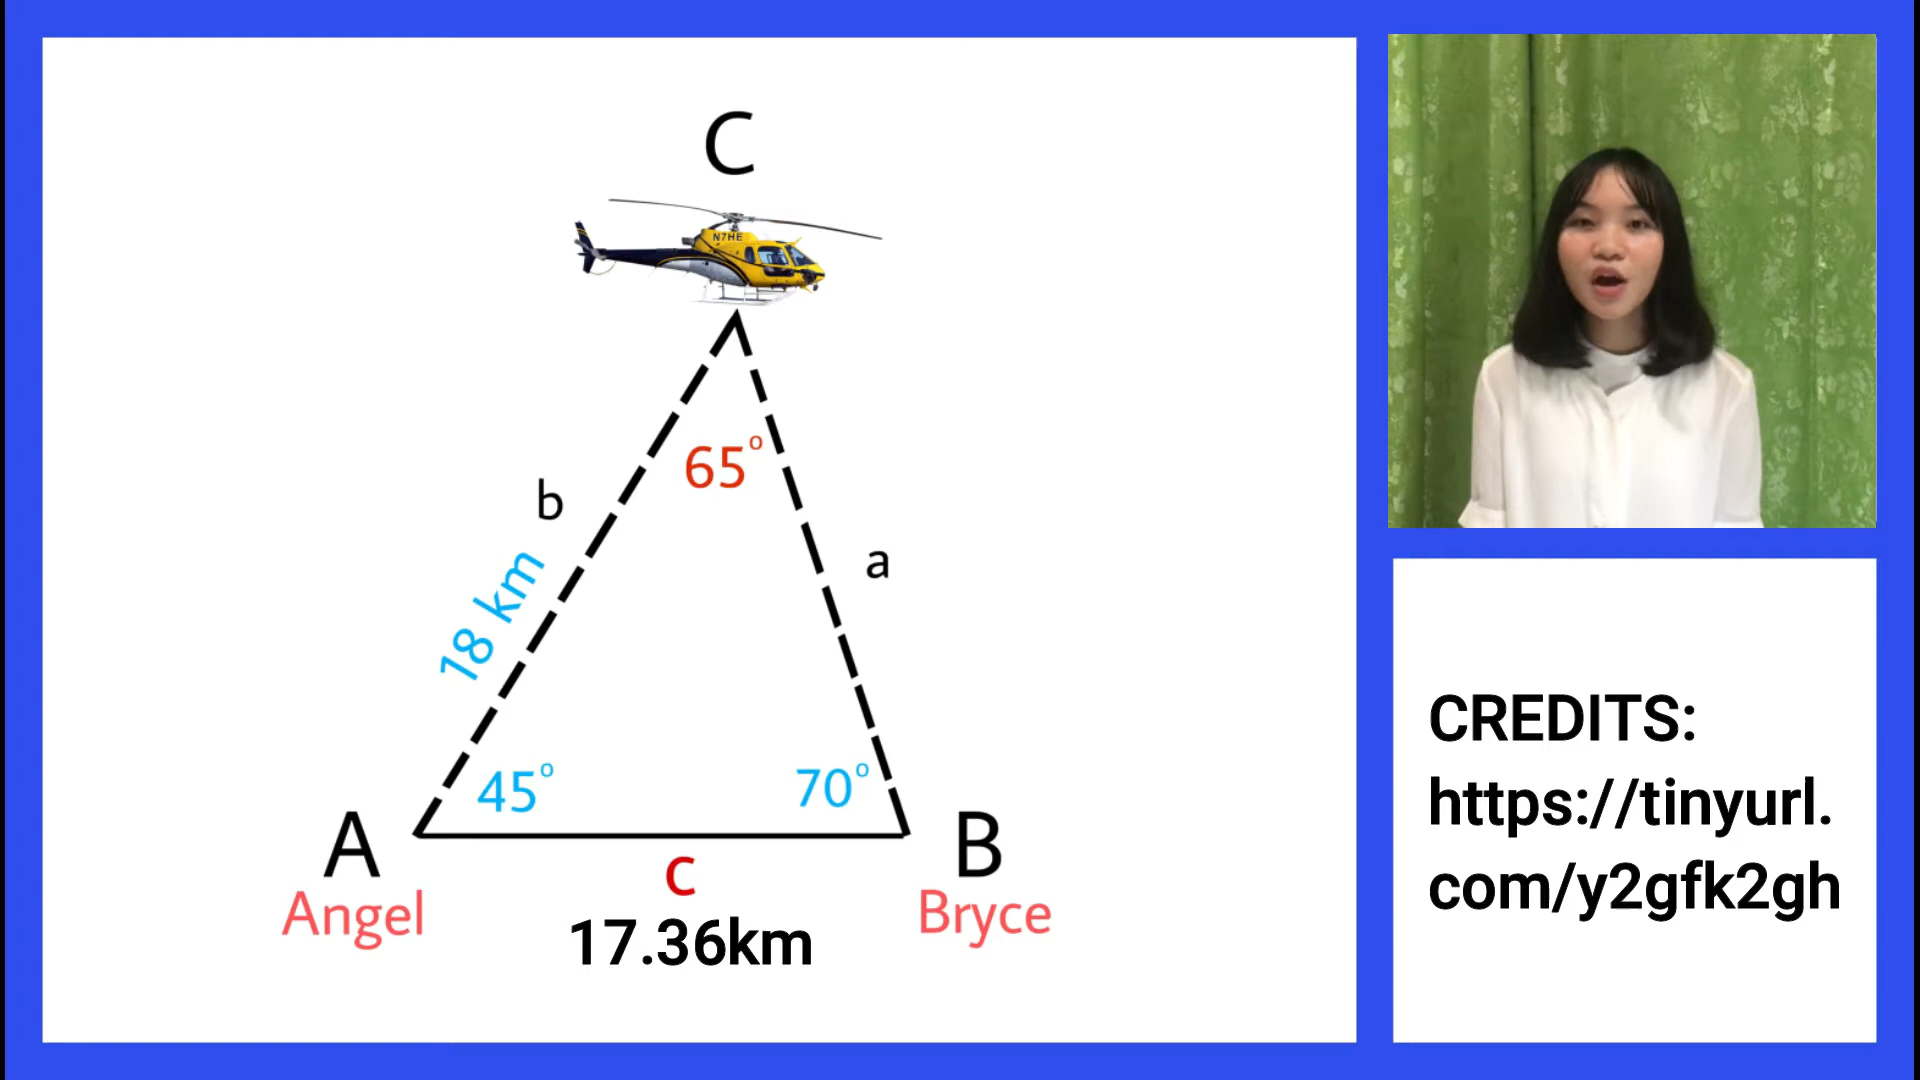 C
N7HE
65°
b
a
18 km
45°
70°
A
B
c
Angel
Bryce
17.36km
CREDITS:
https://tinyurl.
com/y2gfk2gh